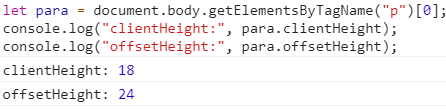 let para = document.body.getElementsByTagName("p")[0];
console.log("clientHeight:", para.clientHeight);
console.log("offsetHeight:", para.offsetHeight);
clientHeight: 18
offsetHeight: 24